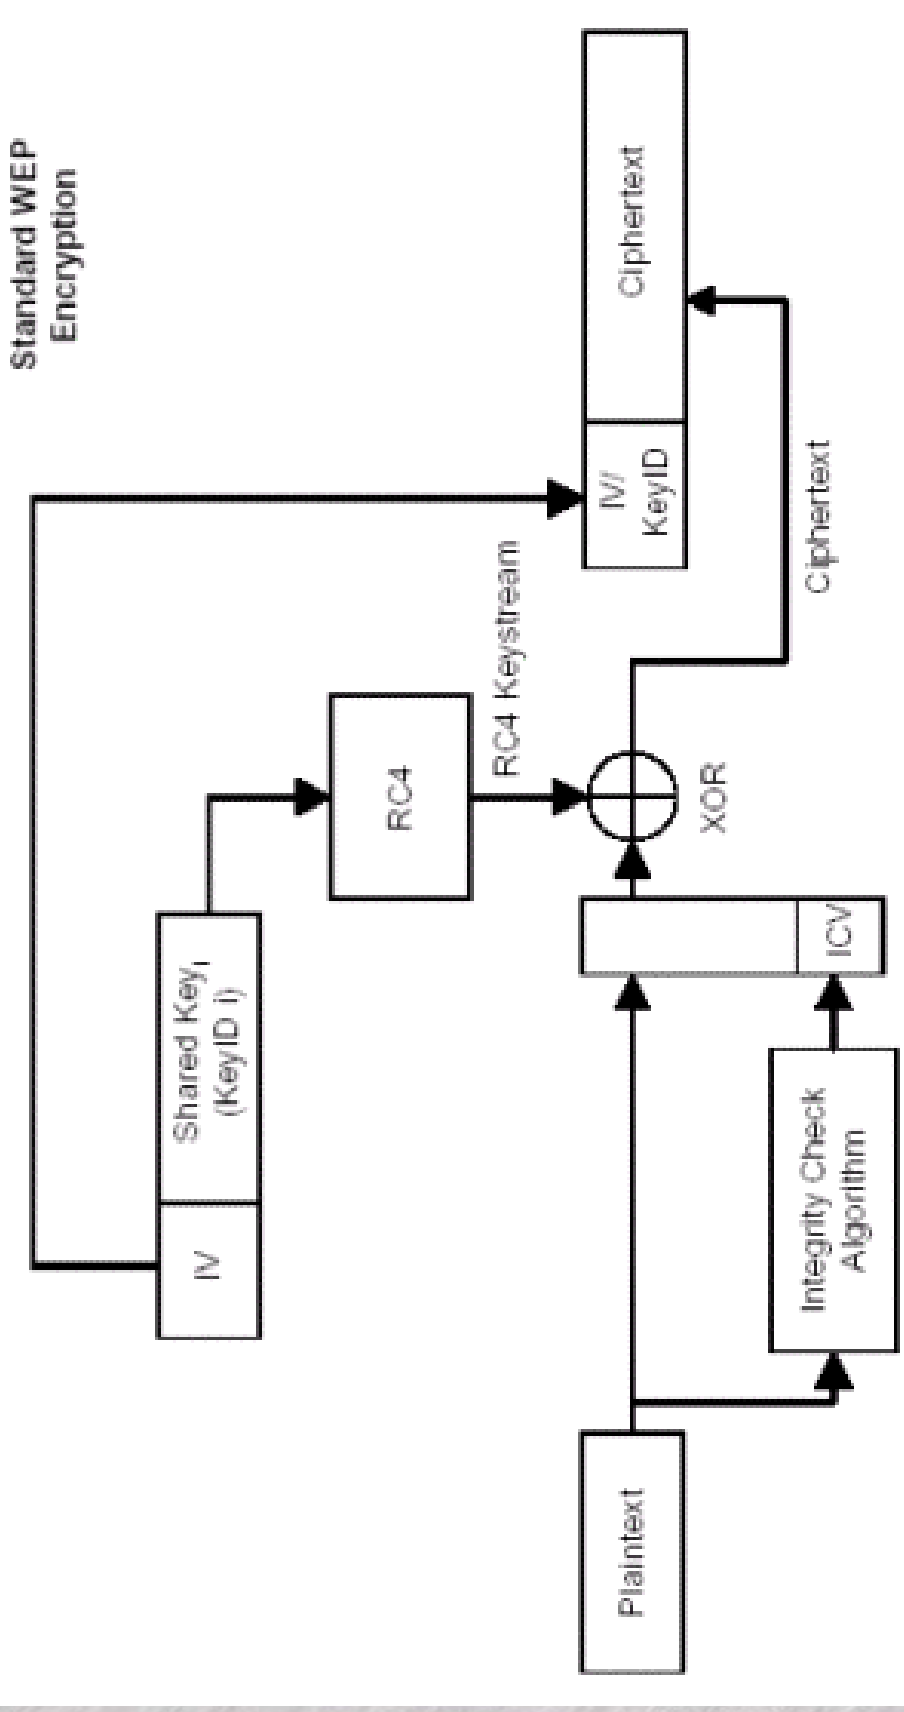 Standard WEP
Encryption
IV
Shared Keyi
(KeyID i)
RC4
RC4 Keystream
IV/
KeyID
Ciphertext
Plaintext
ICV
XOR
Integrity Check
Algorithm
Ciphertext